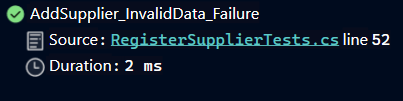 AddSupplier_InvalidData_Failure
Source: RegisterSupplierTests.cs line 52
Duration: 2 ms